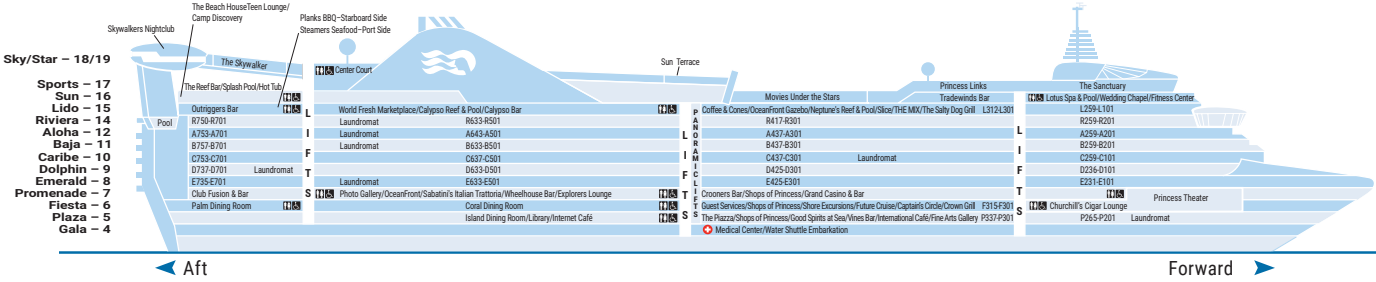 The Beach HouseTeen Lounge/
Camp Discovery
Planks BBQ–Starboard Side
Steamers Seafood–Port Side
Skywalkers Nightclub
Sky/Star – 18/19
The Skywalker
Center Court
Sun Terrace
Sports – 17
The Reef Bar/Splash Pool/Hot Tub
Princess Links
The Sanctuary
Sun – 16
Movies Under the Stars
Tradewinds Bar
Lotus Spa & Pool/Wedding Chapel/Fitness Center
Lido – 15
Outriggers Bar
World Fresh Marketplace/Calypso Reef & Pool/Calypso Bar
Coffee & Cones/OceanFront Gazebo/Neptune's Reef & Pool/Slice/THE MIX/The Salty Dog Grill L312-L301
L259-L101
Riviera – 14
Pool
R750-R701
Laundromat
R633-R501
R417-R301
R259-R201
Aloha – 12
A753-A701
Laundromat
A643-A501
A437-A301
A259-A201
Baja – 11
B757-B701
Laundromat
B633-B501
B437-B301
B259-B201
Caribe – 10
C753-C701
C637-C501
C437-C301
Laundromat
C259-C101
Dolphin – 9
D737-D701
Laundromat
D633-D501
D425-D301
D236-D101
Emerald – 8
E735-E701
Laundromat
E633-E501
E425-E301
E231-E101
Promenade – 7
Club Fusion & Bar
Photo Gallery/OceanFront/Sabatini's Italian Trattoria/Wheelhouse Bar/Explorers Lounge
Crooners Bar/Shops of Princess/Grand Casino & Bar
Princess Theater
Fiesta – 6
Palm Dining Room
Coral Dining Room
Guest Services/Shops of Princess/Shore Excursions/Future Cruise/Captain's Circle/Crown Grill F315-F301
Churchill's Cigar Lounge
Plaza – 5
Island Dining Room/Library/Internet Café
The Piazza/Shops of Princess/Good Spirits at Sea/Vines Bar/International Café/Fine Arts Gallery P337-P301
P265-P201
Laundromat
Gala – 4
Medical Center/Water Shuttle Embarkation
LIFTS
LIFTS
PANORAMIC LIFTS
LIFTS
Aft
Forward